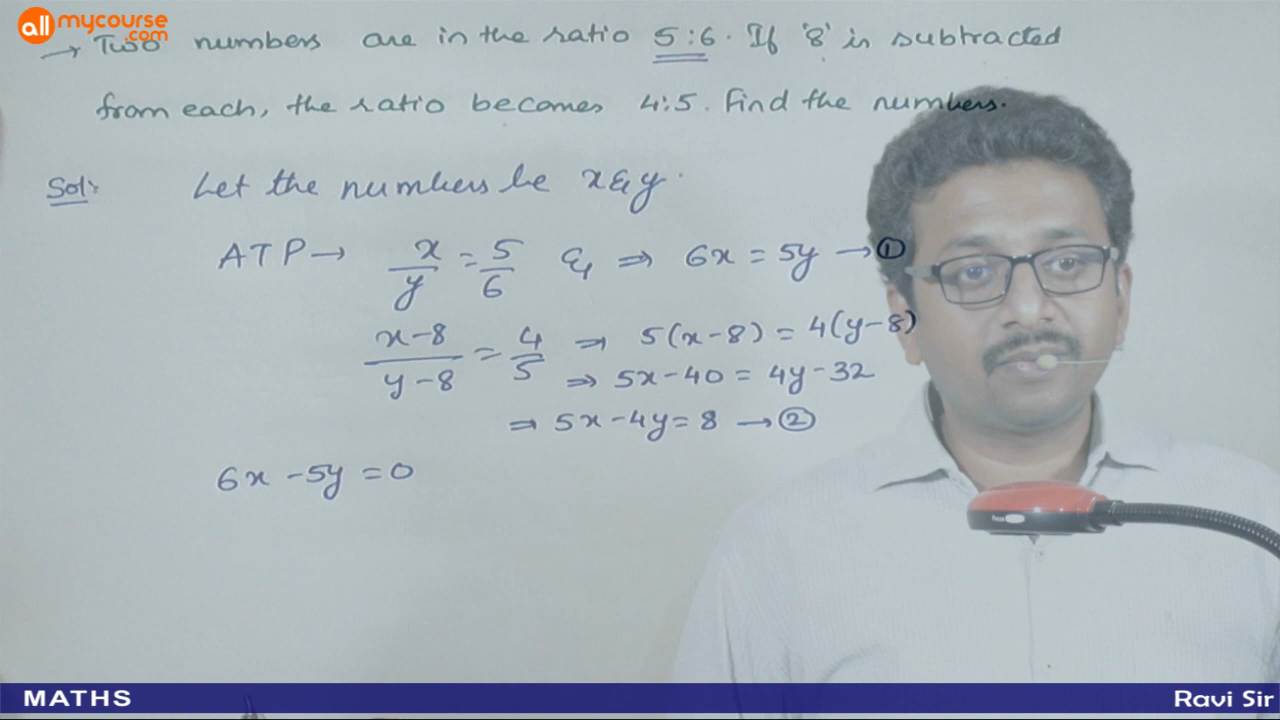 all mycourse.com
→ Two numbers are in the ratio 5:6. If '8' is subtracted
from each, the ratio becomes 4:5. Find the numbers.
Sol: Let the numbers be x & y.
ATP → x/y = 5/6 & ⇒ 6x = 5y → ①
x-8/y-8 = 4/5 ⇒ 5(x-8) = 4(y-8)
⇒ 5x-40 = 4y-32
⇒ 5x-4y = 8 → ②
6x -5y = 0
MATHS
Ravi Sir